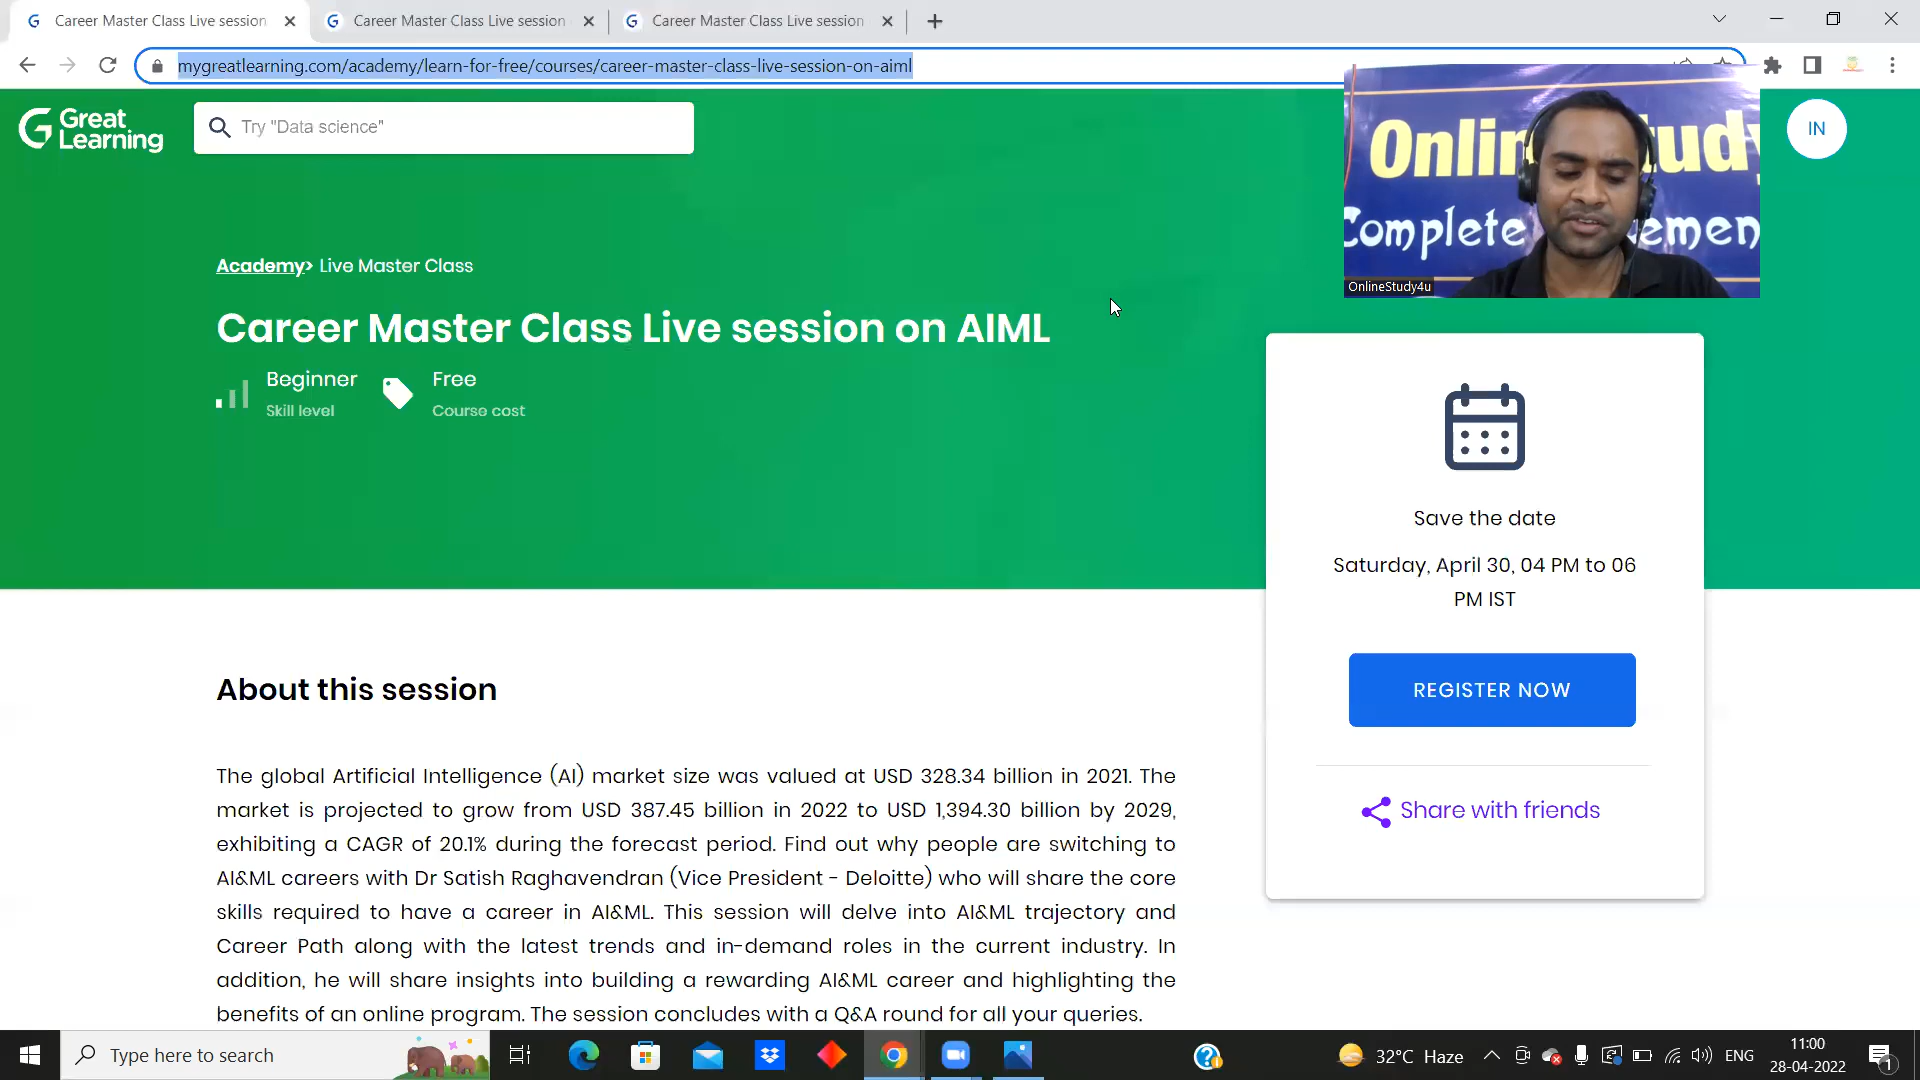 Career Master Class Live session
Career Master Class Live session
Career Master Class Live session
mygreatlearning.com/academy/learn-for-free/courses/career-master-class-live-session-on-aiml
Great
Learning
Try "Data science"
Complete
OnlineStudy4u
IN
Academy> Live Master Class
Career Master Class Live session on AIML
Beginner
Skill level
Free
Course cost
Save the date
Saturday, April 30, 04 PM to 06
PM IST
REGISTER NOW
Share with friends
About this session
The global Artificial Intelligence (AI) market size was valued at USD 328.34 billion in 2021. The
market is projected to grow from USD 387.45 billion in 2022 to USD 1,394.30 billion by 2029,
exhibiting a CAGR of 20.1% during the forecast period. Find out why people are switching to
AI&ML careers with Dr Satish Raghavendran (Vice President - Deloitte) who will share the core
skills required to have a career in AI&ML. This session will delve into AI&ML trajectory and
Career Path along with the latest trends and in-demand roles in the current industry. In
addition, he will share insights into building a rewarding AI&ML career and highlighting the
benefits of an online program. The session concludes with a Q&A round for all your queries.
Type here to search
32°C Haze
ENG
11:00
28-04-2022
1